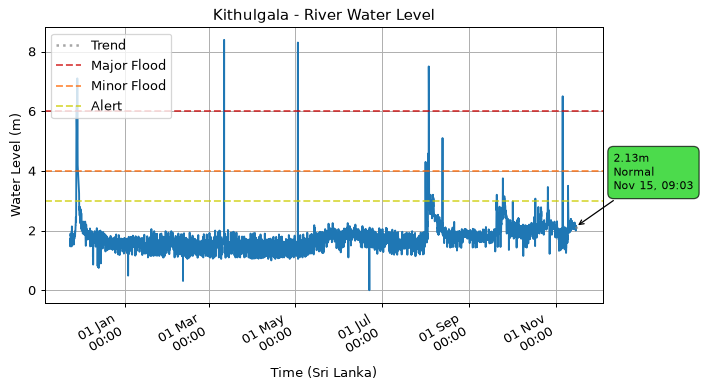 Kithulgala - River Water Level
Trend
Major Flood
Minor Flood
Alert
Water Level (m)
8
6
4
2
0
2.13m
Normal
Nov 15, 09:03
01 Jan
00:00
01 Mar
00:00
01 May
00:00
01 Jul
00:00
01 Sep
00:00
01 Nov
00:00
Time (Sri Lanka)